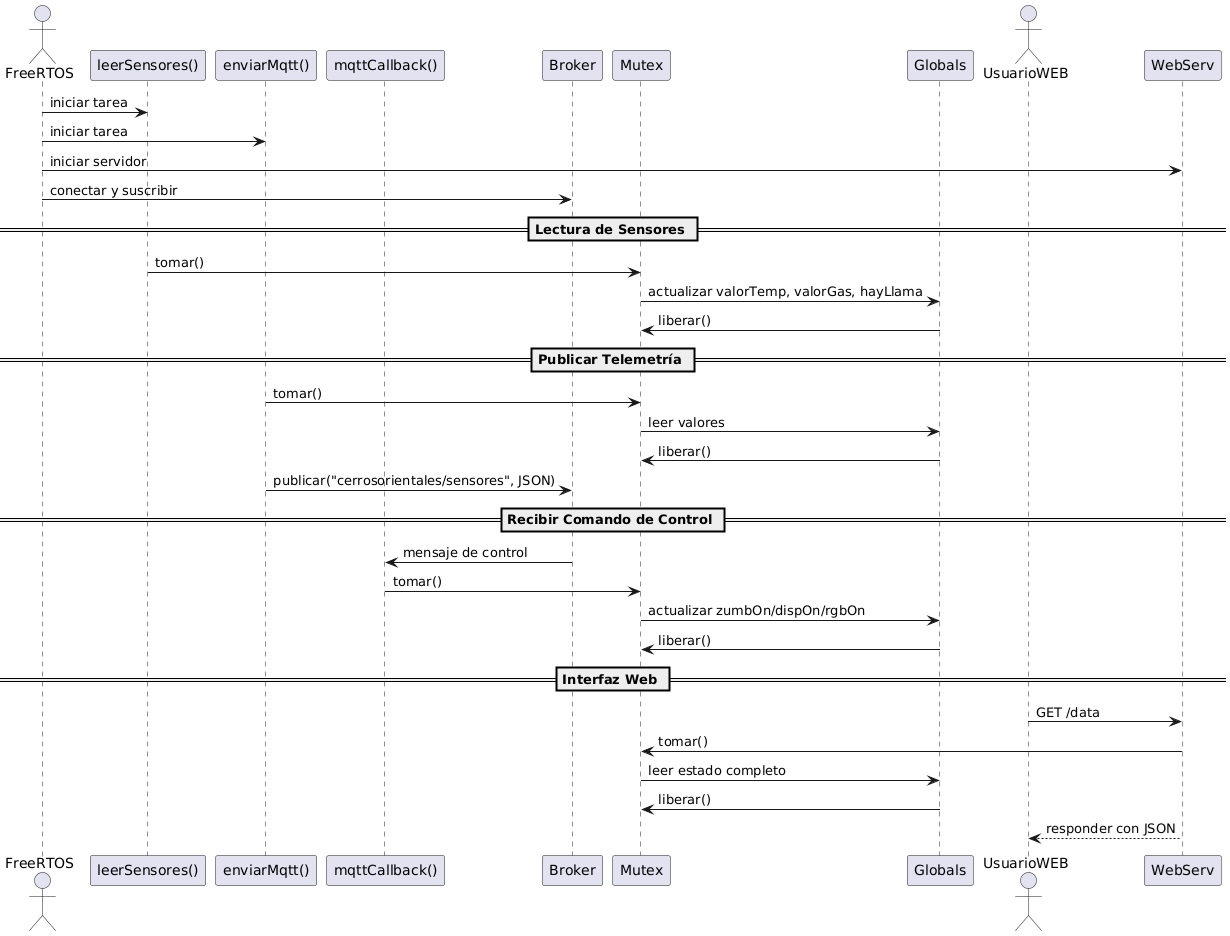 FreeRTOS
leerSensores()
enviarMqtt()
mqttCallback()
Broker
Mutex
Globals
UsuarioWEB
WebServ
iniciar tarea
iniciar tarea
iniciar servidor
conectar y suscribir
Lectura de Sensores
tomar()
actualizar valorTemp, valorGas, hayLlama
liberar()
Publicar Telemetría
tomar()
leer valores
liberar()
publicar("cerrosorientales/sensores", JSON)
Recibir Comando de Control
mensaje de control
tomar()
actualizar zumbOn/dispOn/rgbOn
liberar()
Interfaz Web
GET /data
tomar()
leer estado completo
liberar()
responder con JSON
FreeRTOS
leerSensores()
enviarMqtt()
mqttCallback()
Broker
Mutex
Globals
UsuarioWEB
WebServ